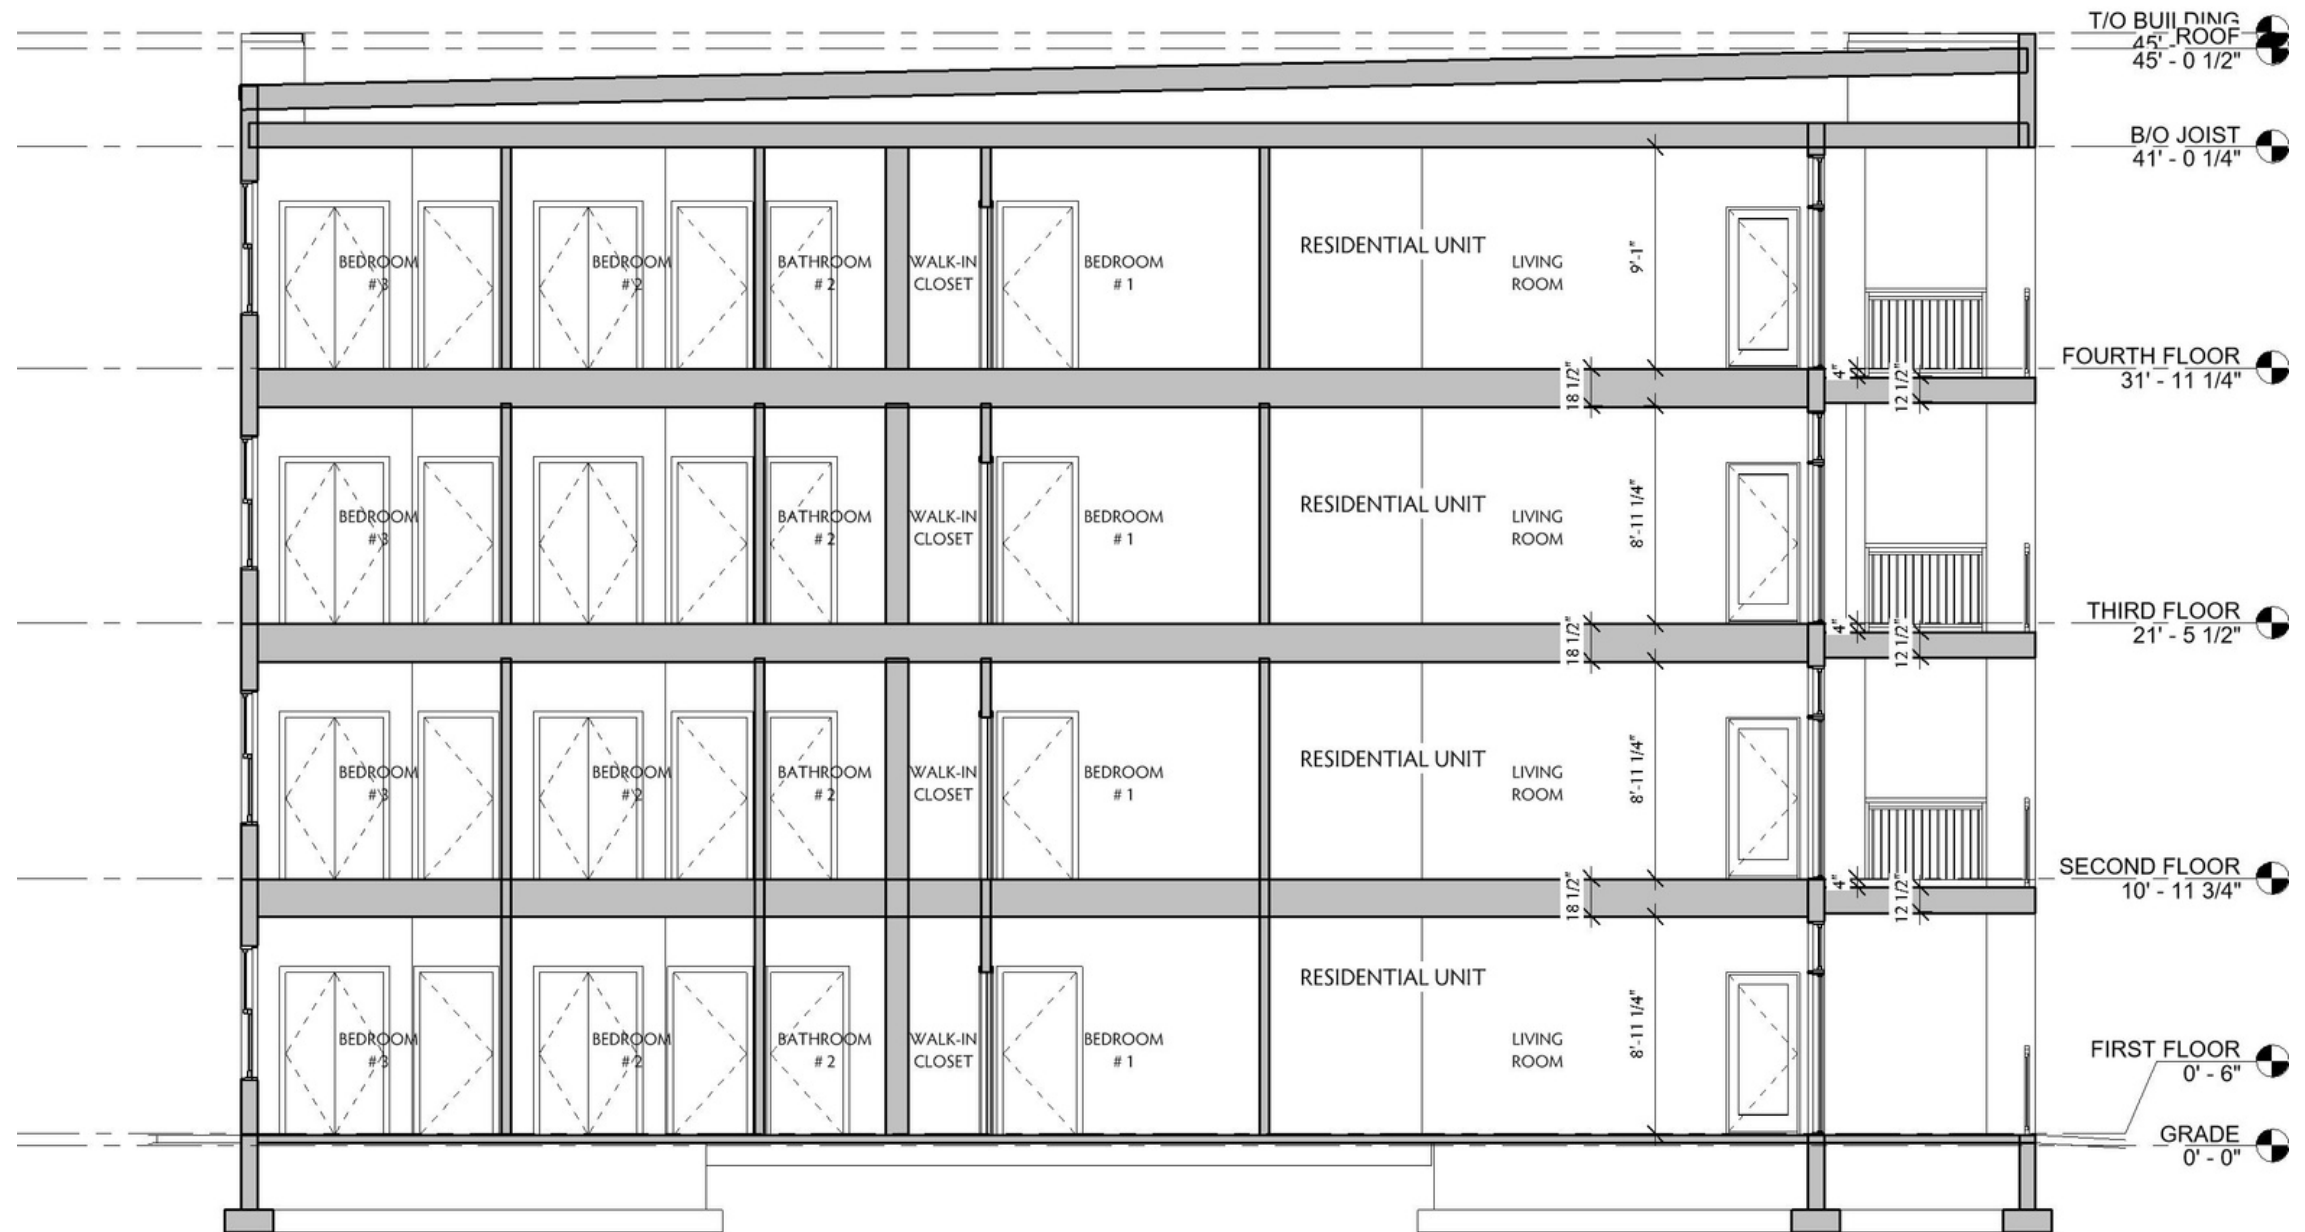 T/O BUILDING
45' - ROOF
45' - 0 1/2"
B/O JOIST
41' - 0 1/4"
BEDROOM
# 3
BEDROOM
# 2
BATHROOM
# 2
WALK-IN
CLOSET
BEDROOM
# 1
RESIDENTIAL UNIT
LIVING
ROOM
9'-1"
18 1/2"
4"
12 1/2"
FOURTH FLOOR
31' - 11 1/4"
BEDROOM
# 3
BATHROOM
# 2
WALK-IN
CLOSET
BEDROOM
# 1
RESIDENTIAL UNIT
LIVING
ROOM
8'-11 1/4"
18 1/2"
4"
12 1/2"
THIRD FLOOR
21' - 5 1/2"
BEDROOM
# 3
BEDROOM
# 2
BATHROOM
# 2
WALK-IN
CLOSET
BEDROOM
# 1
RESIDENTIAL UNIT
LIVING
ROOM
8'-11 1/4"
18 1/2"
4"
12 1/2"
SECOND FLOOR
10' - 11 3/4"
BEDROOM
# 3
BEDROOM
# 2
BATHROOM
# 2
WALK-IN
CLOSET
BEDROOM
# 1
RESIDENTIAL UNIT
LIVING
ROOM
8'-11 1/4"
FIRST FLOOR
0' - 6"
GRADE
0' - 0"